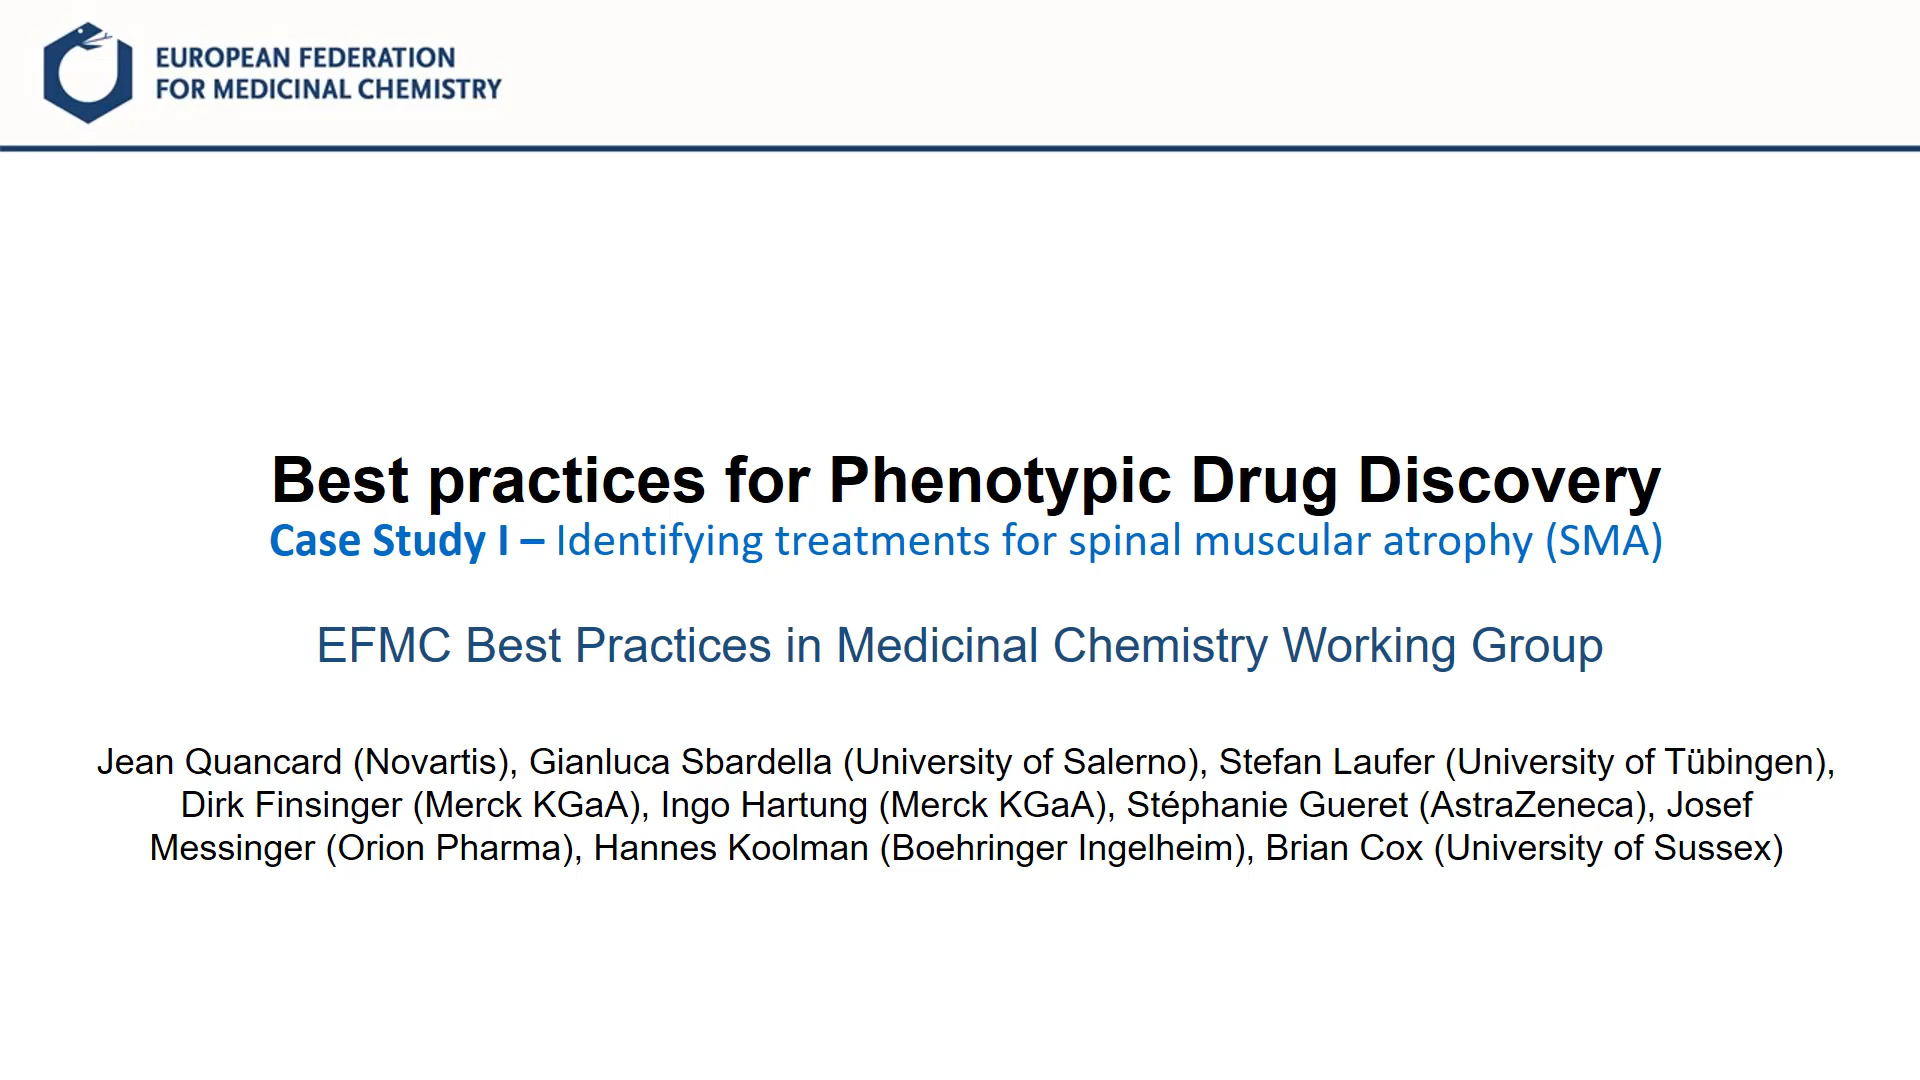 EUROPEAN FEDERATION
FOR MEDICINAL CHEMISTRY
Best practices for Phenotypic Drug Discovery
Case Study I – Identifying treatments for spinal muscular atrophy (SMA)
EFMC Best Practices in Medicinal Chemistry Working Group
Jean Quancard (Novartis), Gianluca Sbardella (University of Salerno), Stefan Laufer (University of Tübingen),
Dirk Finsinger (Merck KGaA), Ingo Hartung (Merck KGaA), Stéphanie Gueret (AstraZeneca), Josef
Messinger (Orion Pharma), Hannes Koolman (Boehringer Ingelheim), Brian Cox (University of Sussex)